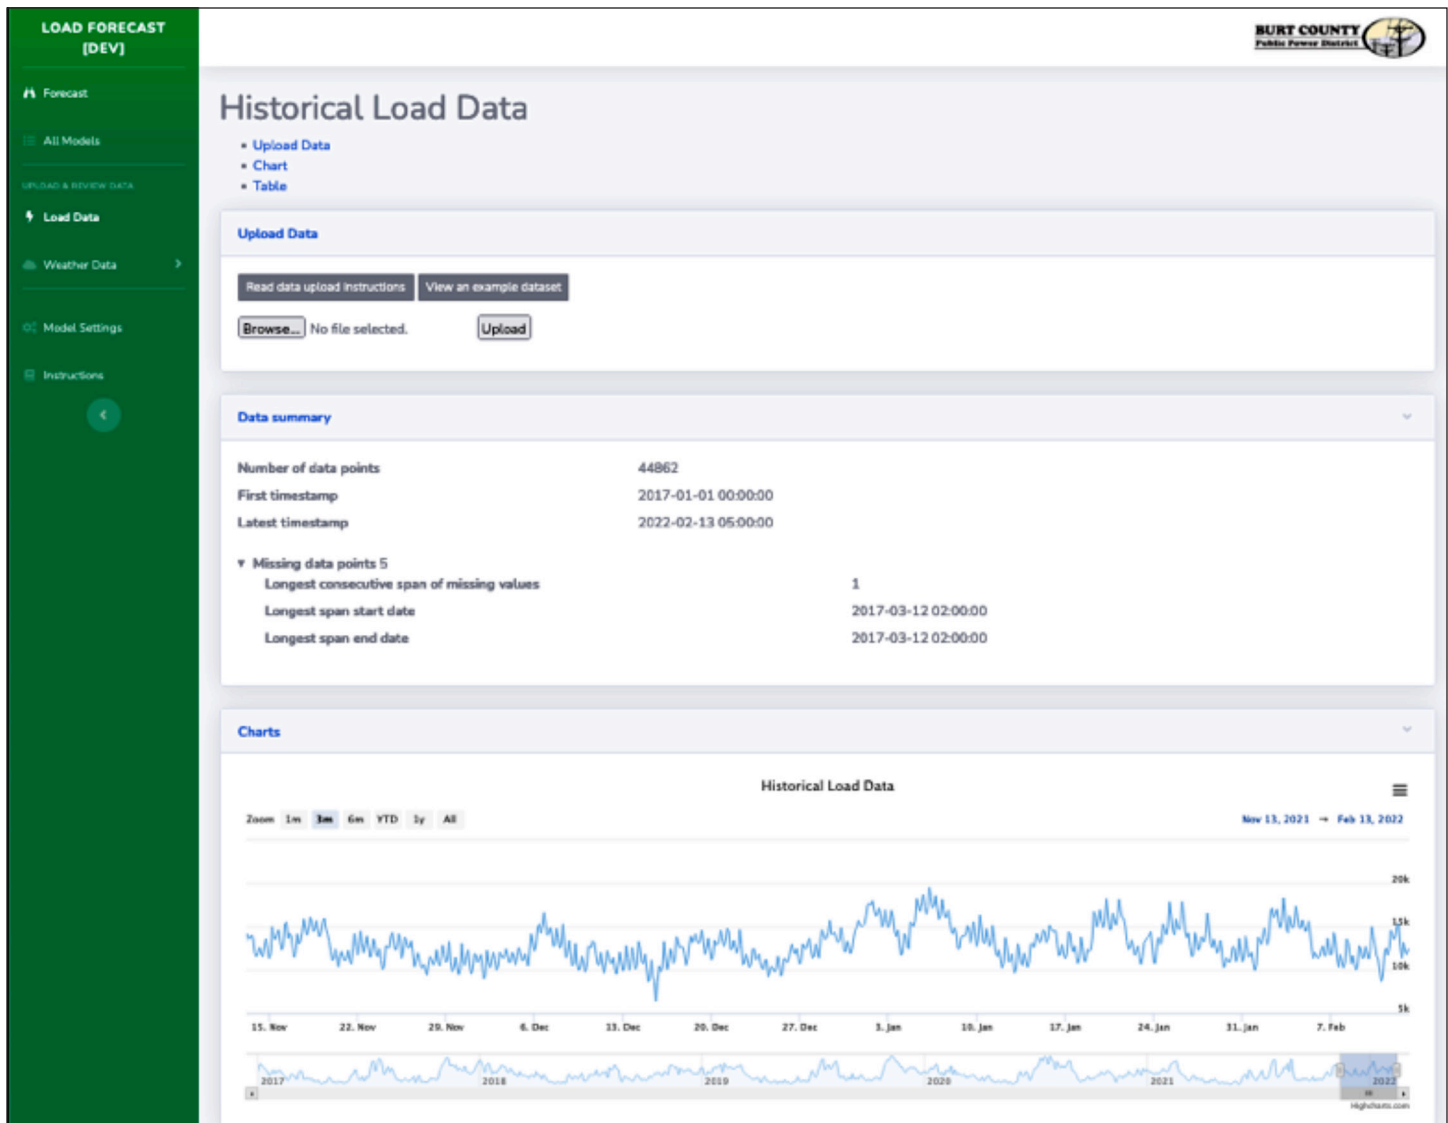 LOAD FORECAST
[DEV]
Forecast
All Models
UPLOAD & REVIEW DATA
Load Data
Weather Data
Model Settings
Instructions
BURT COUNTY
Public Power District
Historical Load Data
Upload Data
Chart
Table
Upload Data
Read data upload instructions View an example dataset
Browse... No file selected. Upload
Data summary
Number of data points 44862
First timestamp 2017-01-01 00:00:00
Latest timestamp 2022-02-13 05:00:00
▼ Missing data points 5
Longest consecutive span of missing values 1
Longest span start date 2017-03-12 02:00:00
Longest span end date 2017-03-12 02:00:00
Charts
Historical Load Data
Zoom 1m 3m 6m YTD 1y All Nov 13, 2021 → Feb 13, 2022
20k
15k
10k
5k
15. Nov 22. Nov 29. Nov 6. Dec 13. Dec 20. Dec 27. Dec 3. Jan 10. Jan 17. Jan 24. Jan 31. Jan 7. Feb
2017 2018 2019 2020 2021 2022
Highcharts.com